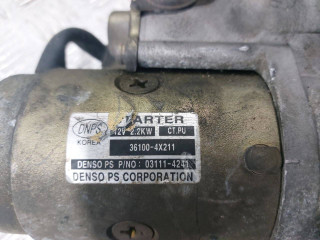 STARTER
DNPS
12V 2.2KW CT.PU
KOREA
36100-4X211
DENSO PS P/NO: 03111-4241
DENSO PS CORPORATION